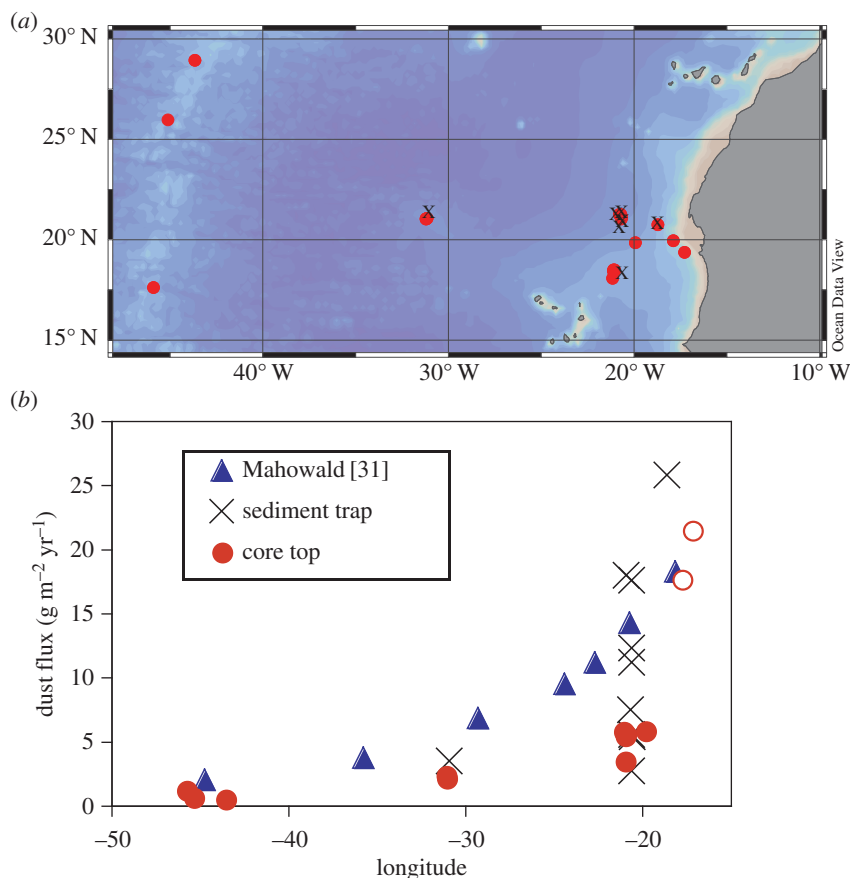 (a)
30° N
25° N
20° N
15° N
X
X
X
X
X
X
X
40° W
30° W
20° W
10° W
Ocean Data View
(b)
30
25
20
15
10
5
0
dust flux (g m⁻² yr⁻¹)
Mahowald [31]
sediment trap
core top
–50
–40
–30
–20
longitude